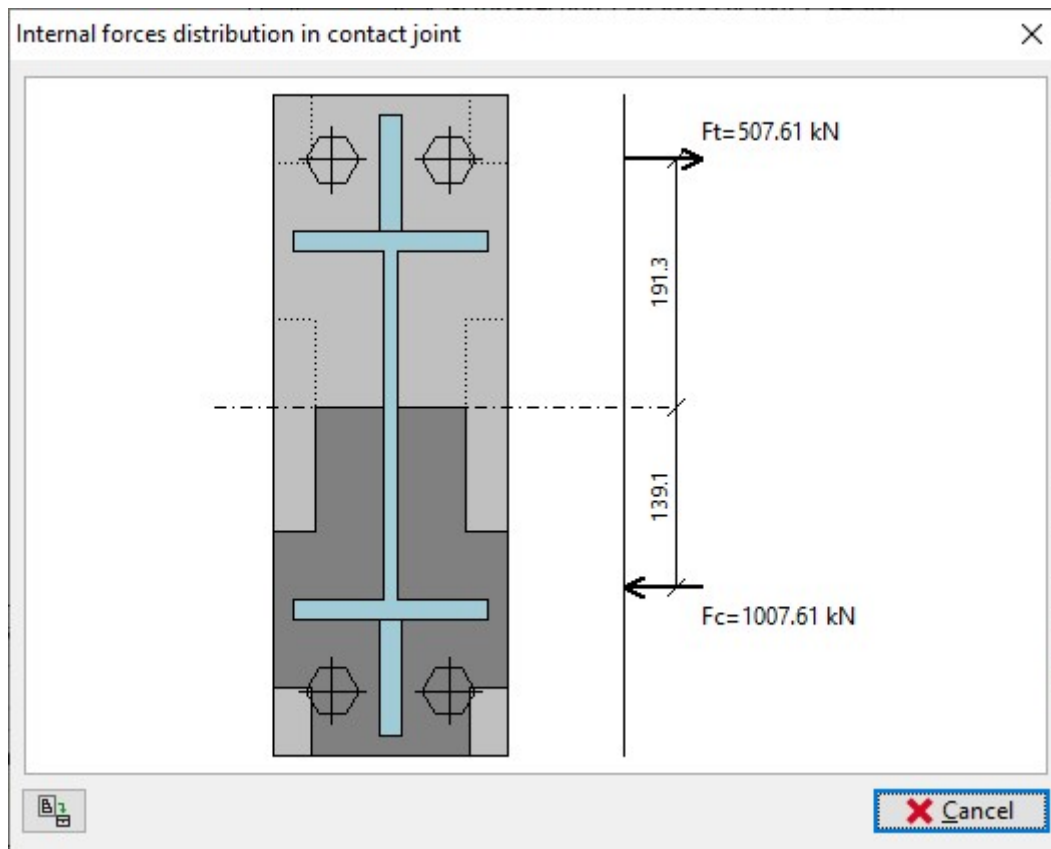 Internal forces distribution in contact joint
Ft=507.61 kN
191.3
139.1
Fc=1007.61 kN
Cancel